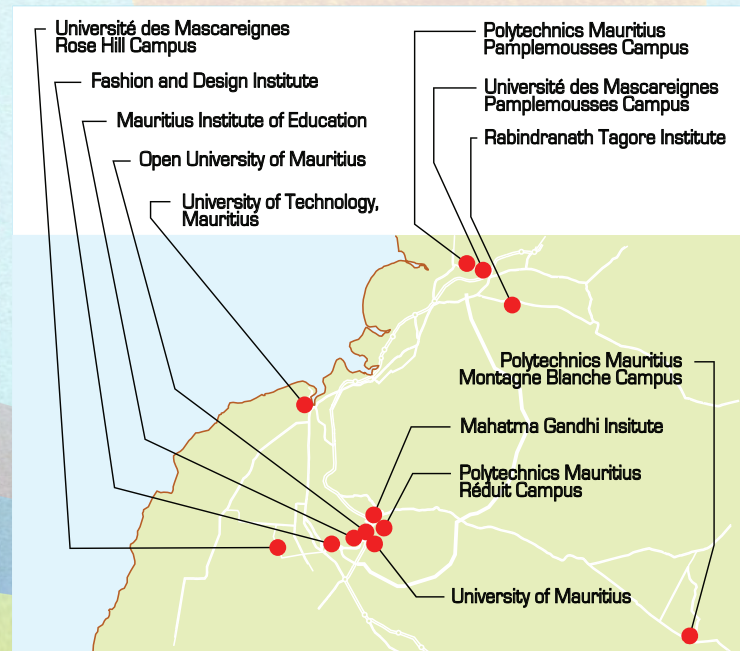 Université des Mascareignes
Rose Hill Campus
Fashion and Design Institute
Mauritius Institute of Education
Open University of Mauritius
University of Technology,
Mauritius
Polytechnics Mauritius
Pamplemousses Campus
Université des Mascareignes
Pamplemousses Campus
Rabindranath Tagore Institute
Polytechnics Mauritius
Montagne Blanche Campus
Mahatma Gandhi Insitute
Polytechnics Mauritius
Réduit Campus
University of Mauritius